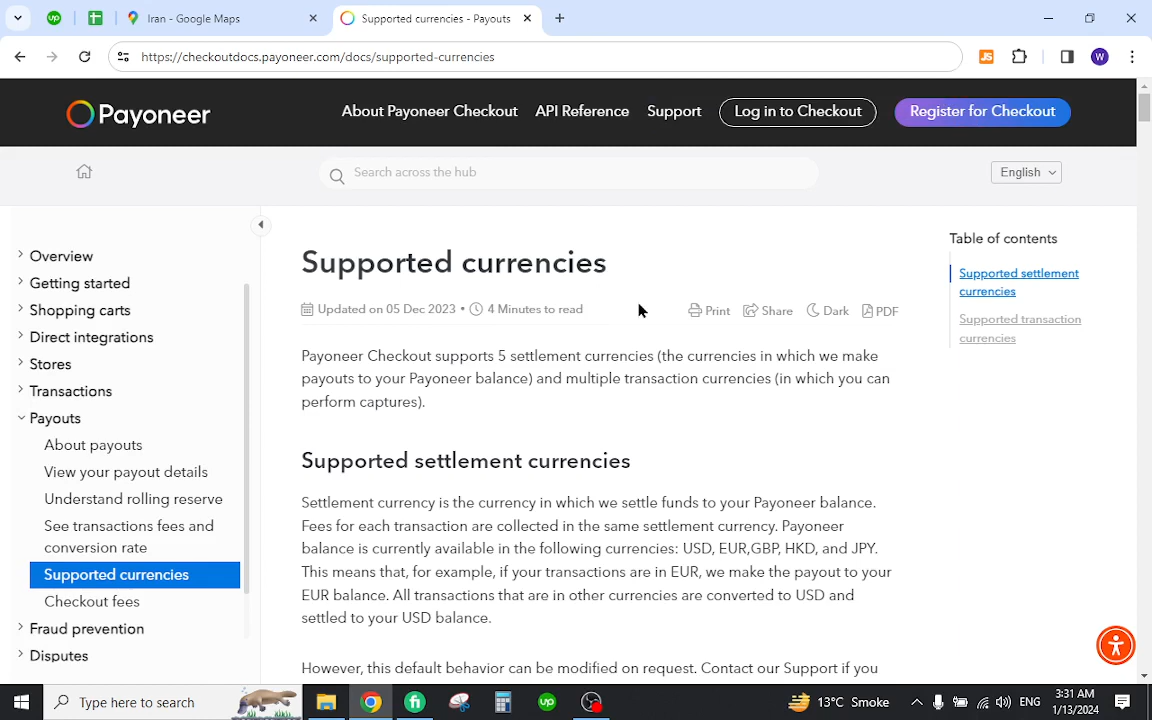 Iran - Google Maps
Supported currencies - Payouts
https://checkoutdocs.payoneer.com/docs/supported-currencies
JS
W
Payoneer
About Payoneer Checkout
API Reference
Support
Log in to Checkout
Register for Checkout
Search across the hub
English
Overview
Getting started
Shopping carts
Direct integrations
Stores
Transactions
Payouts
About payouts
View your payout details
Understand rolling reserve
See transactions fees and
conversion rate
Supported currencies
Checkout fees
Fraud prevention
Disputes
Supported currencies
Updated on 05 Dec 2023 • 4 Minutes to read
Print
Share
Dark
PDF
Payoneer Checkout supports 5 settlement currencies (the currencies in which we make
payouts to your Payoneer balance) and multiple transaction currencies (in which you can
perform captures).
Supported settlement currencies
Settlement currency is the currency in which we settle funds to your Payoneer balance.
Fees for each transaction are collected in the same settlement currency. Payoneer
balance is currently available in the following currencies: USD, EUR,GBP, HKD, and JPY.
This means that, for example, if your transactions are in EUR, we make the payout to your
EUR balance. All transactions that are in other currencies are converted to USD and
settled to your USD balance.
However, this default behavior can be modified on request. Contact our Support if you
Table of contents
Supported settlement
currencies
Supported transaction
currencies
Type here to search
fi
up
13°C Smoke
ENG
3:31 AM
1/13/2024